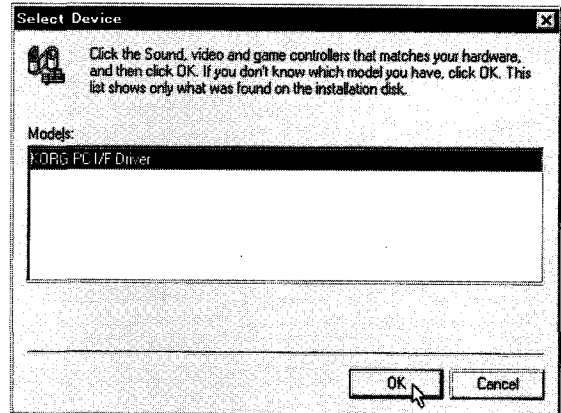 Select Device
Click the Sound, video and game controllers that matches your hardware,
and then click OK. If you don't know which model you have, click OK. This
list shows only what was found on the installation disk.
Models:
KORG PC I/F Driver
OK
Cancel